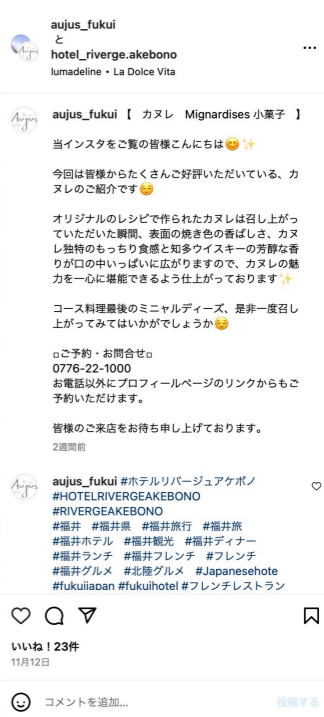 aujus_fukui
と
hotel_riverge.akebono
lumadeline • La Dolce Vita
aujus_fukui 【　カヌレ　Mignardises 小菓子　】
当インスタをご覧の皆様こんにちは😊✨
今回は皆様からたくさんご好評いただいている、カ
ヌレのご紹介です😌
オリジナルのレシピで作られたカヌレは召し上がっ
ていただいた瞬間、表面の焼き色の香ばしさ、カヌ
レ独特のもっちり食感と知多ウイスキーの芳醇な香
りが口の中いっぱいに広がりますので、カヌレの魅
力を一心に堪能できるよう仕上がっております✨
コース料理最後のミニャルディーズ、是非一度召し
上がってみてはいかがでしょうか😌
▫️ご予約・お問合せ▫️
0776-22-1000
お電話以外にプロフィールページのリンクからもご
予約いただけます。
皆様のご来店をお待ち申し上げております。
2週間前
aujus_fukui #ホテルリバージュアケボノ
#HOTELRIVERGEAKEBONO
#RIVERGEAKEBONO
#福井　#福井県　#福井旅行　#福井旅
#福井ホテル　#福井観光　#福井ディナー
#福井ランチ　#福井フレンチ　#フレンチ
#福井グルメ　#北陸グルメ　#Japanesehote
#fukuijapan #fukuihotel #フレンチレストラン
いいね！23件
11月12日
コメントを追加...
投稿する